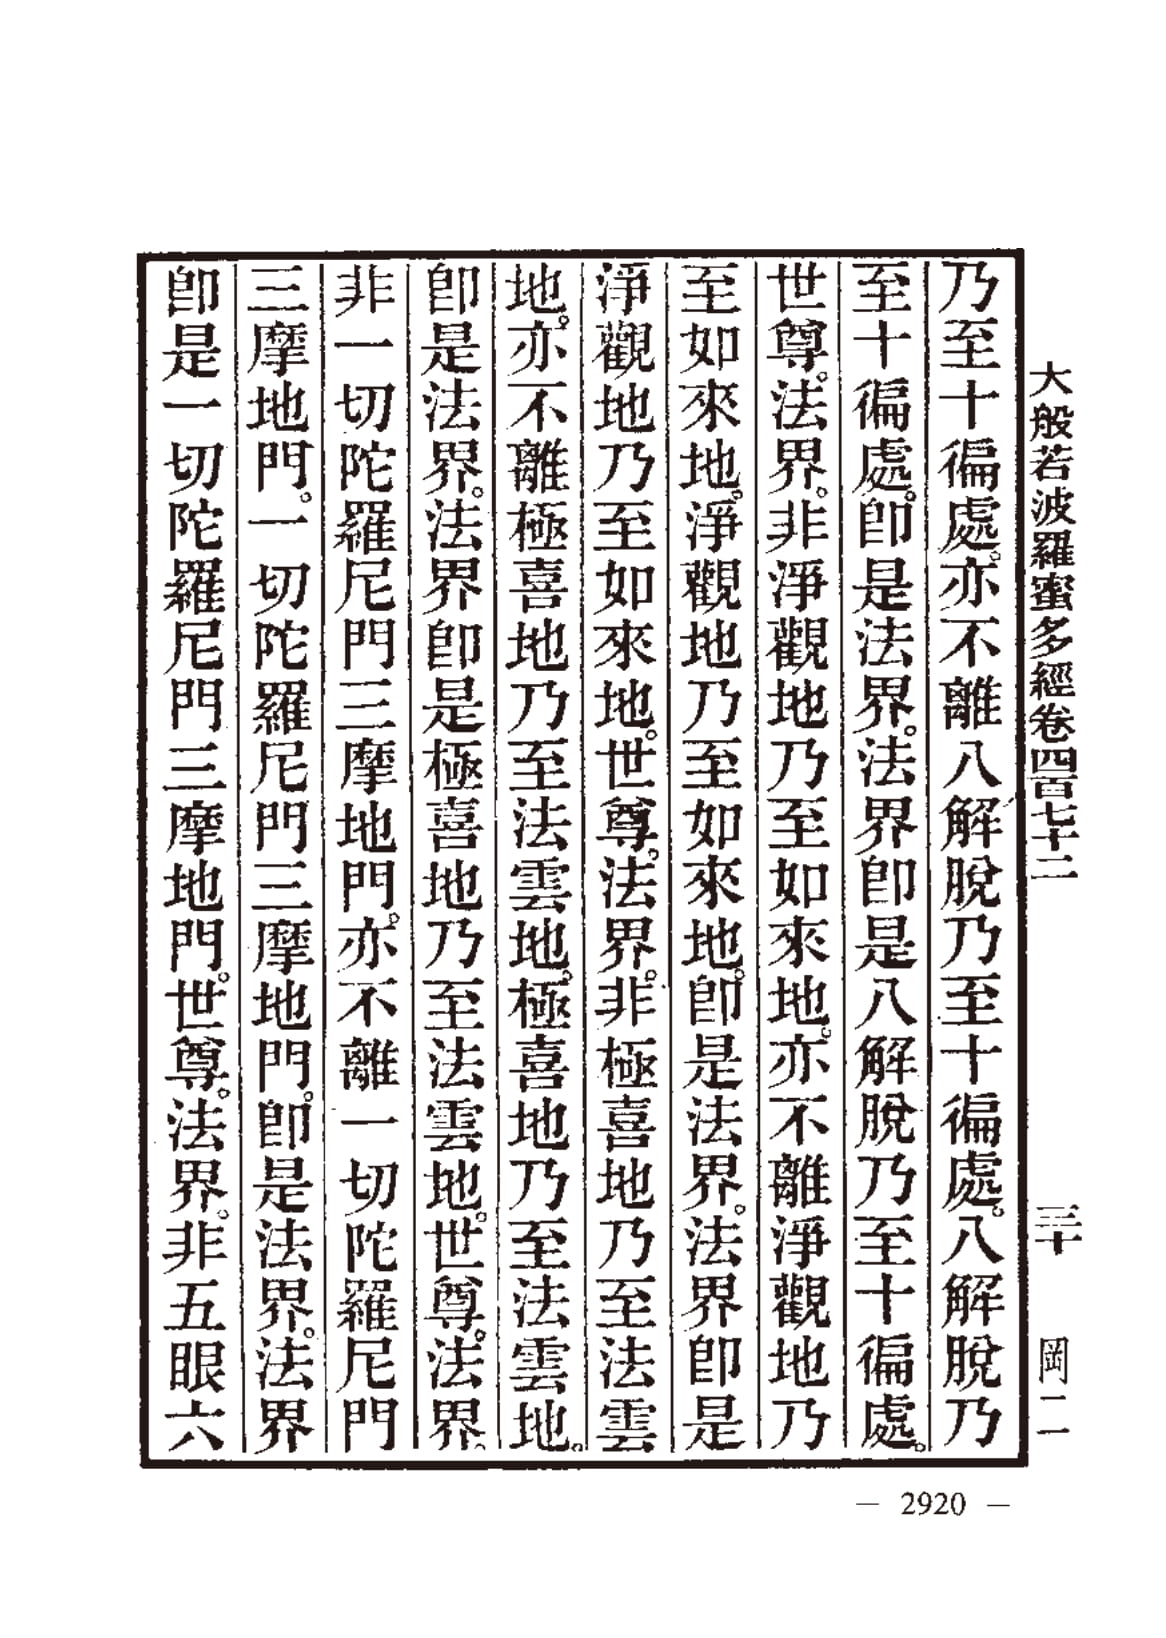 大般若波羅蜜多經卷四百七十二 三十 岡二
乃至十徧處。亦不離八解脫乃至十徧處。八解脫乃
至十徧處。卽是法界。法界卽是八解脫乃至十徧處。
世尊。法界。非淨觀地乃至如來地。亦不離淨觀地乃
至如來地。淨觀地乃至如來地。卽是法界。法界卽是
淨觀地乃至如來地。世尊。法界。非極喜地乃至法雲
地。亦不離極喜地乃至法雲地。極喜地乃至法雲地。
卽是法界。法界卽是極喜地乃至法雲地。世尊。法界。
非一切陀羅尼門三摩地門。亦不離一切陀羅尼門
三摩地門。一切陀羅尼門三摩地門。卽是法界。法界
卽是一切陀羅尼門三摩地門。世尊。法界。非五眼六
— 2920 —